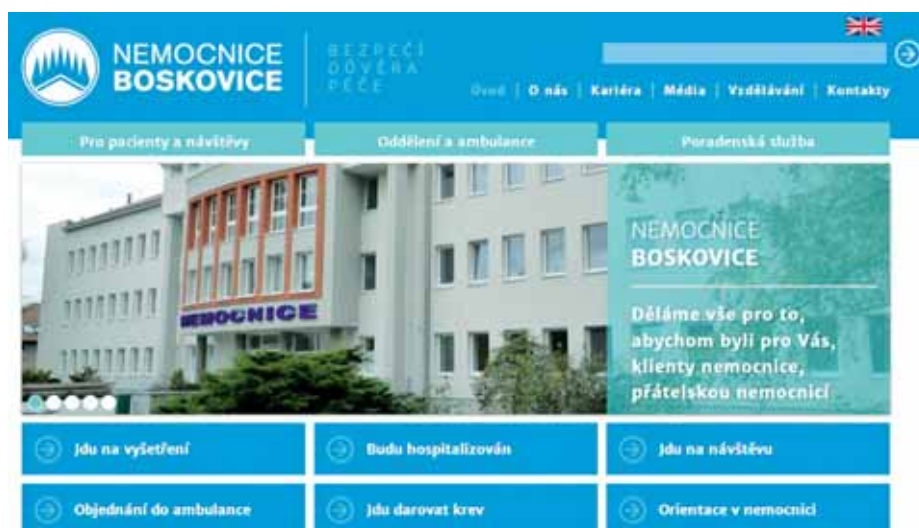 NEMOCNICE
BOSKOVICE
BEZPEČÍ
DŮVĚRA
PÉČE
Úvod | O nás | Kariéra | Média | Vzdělávání | Kontakty
Pro pacienty a návštěvy
Oddělení a ambulance
Poradenská služba
NEMOCNICE
NEMOCNICE
BOSKOVICE
Děláme vše pro to,
abychom byli pro Vás,
klienty nemocnice,
přátelskou nemocnicí
Jdu na vyšetření
Budu hospitalizován
Jdu na návštěvu
Objednání do ambulance
Jdu darovat krev
Orientace v nemocnici